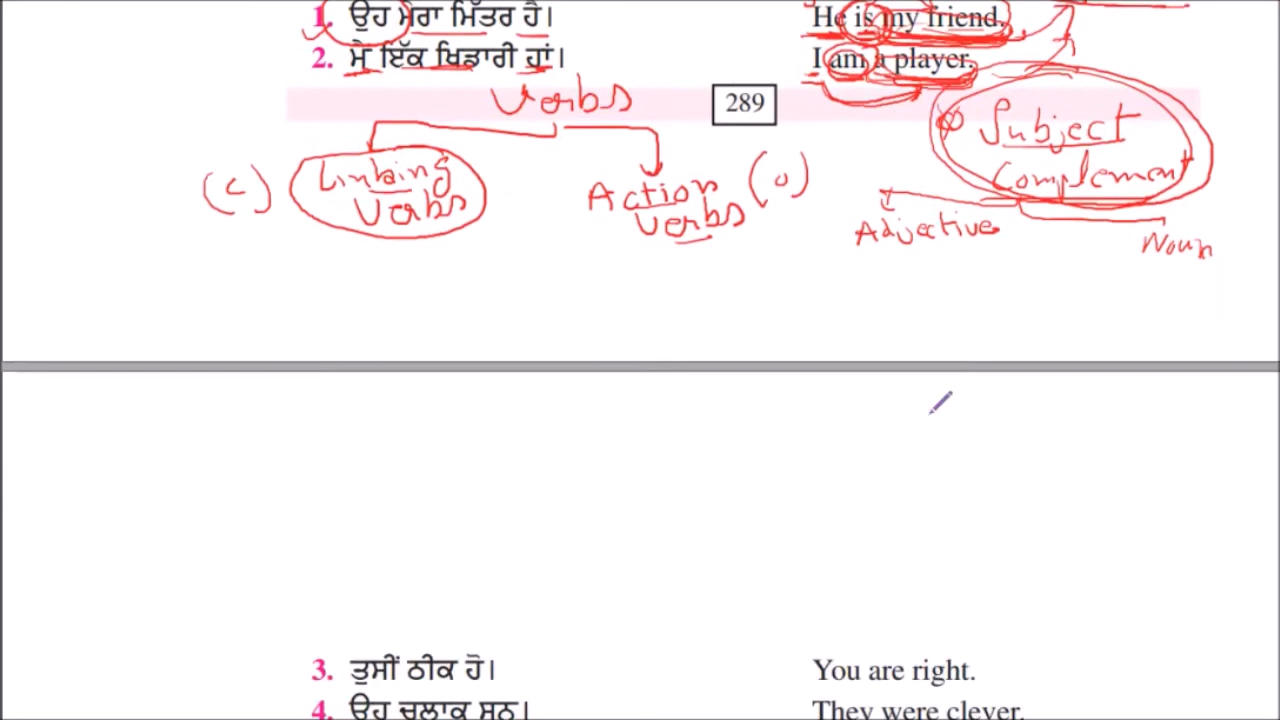 1. ਉਹ ਮੇਰਾ ਮਿੱਤਰ ਹੈ। He is my friend.
2. ਮੈਂ ਇੱਕ ਖਿਡਾਰੀ ਹਾਂ। I am a player.
Verbs
289
(c) Linking Verbs
Action Verbs (o)
Subject Complement
Adjective
Noun
3. ਤੁਸੀਂ ਠੀਕ ਹੋ। You are right.
4. ਉਹ ਚਲਾਕ ਸਨ। They were clever.